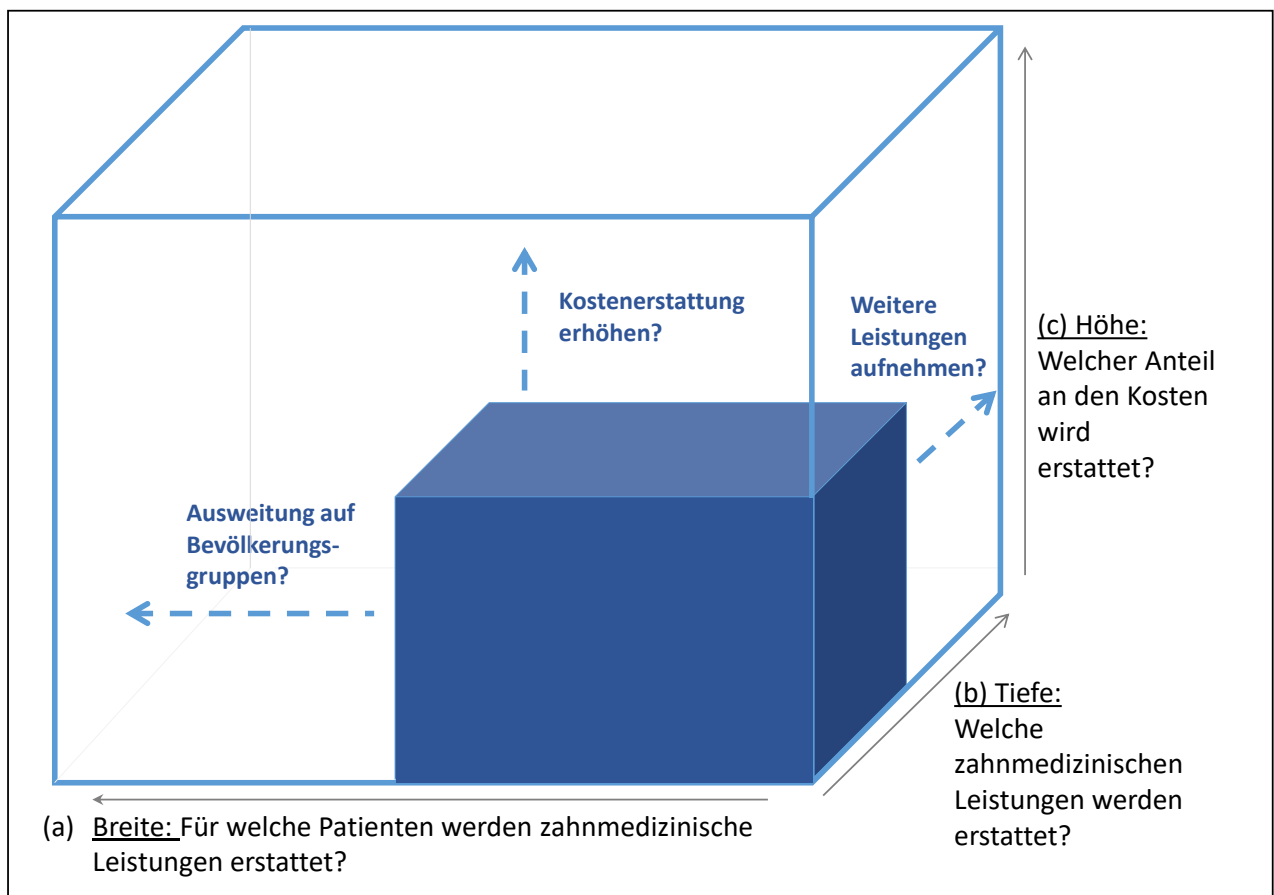 Kostenerstattung
erhöhen?
Weitere
Leistungen
aufnehmen?
(c) Höhe:
Welcher Anteil
an den Kosten
wird
erstattet?
Ausweitung auf
Bevölkerungs-
gruppen?
(b) Tiefe:
Welche
zahnmedizinischen
Leistungen werden
erstattet?
(a) Breite: Für welche Patienten werden zahnmedizinische
Leistungen erstattet?